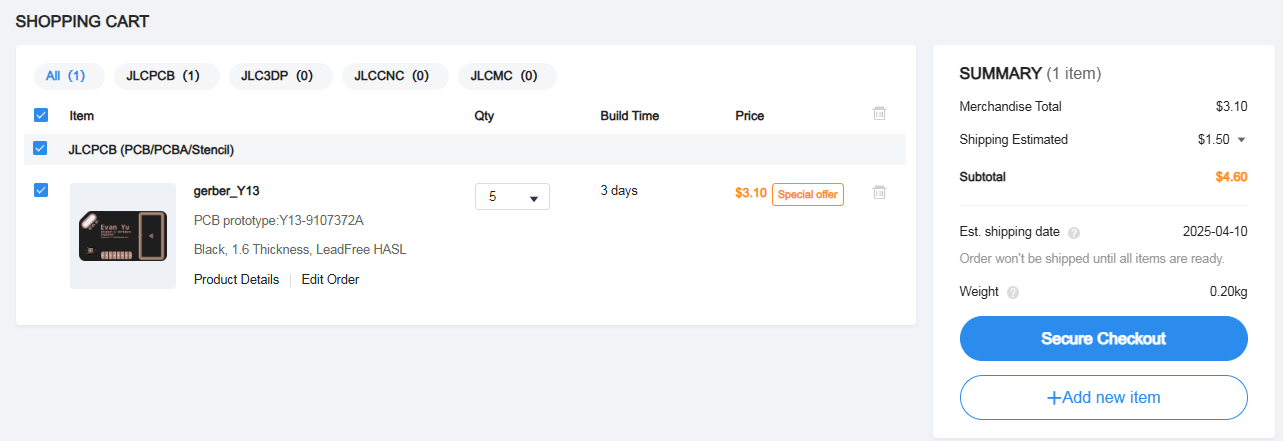 SHOPPING CART
All (1) JLCPCB (1) JLC3DP (0) JLCCNC (0) JLCMC (0)
Item Qty Build Time Price
JLCPCB (PCB/PCBA/Stencil)
gerber_Y13 5 3 days $3.10 Special offer
PCB prototype:Y13-9107372A
Black, 1.6 Thickness, LeadFree HASL
Product Details Edit Order
Evan Yu
SUMMARY (1 item)
Merchandise Total $3.10
Shipping Estimated $1.50
Subtotal $4.60
Est. shipping date ? 2025-04-10
Order won't be shipped until all items are ready.
Weight ? 0.20kg
Secure Checkout
+Add new item